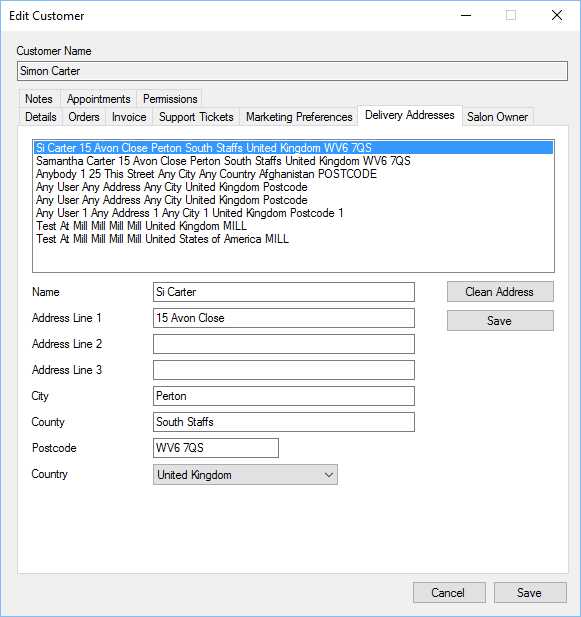 Edit Customer
Customer Name
Simon Carter
Notes Appointments Permissions
Details Orders Invoice Support Tickets Marketing Preferences Delivery Addresses Salon Owner
Si Carter 15 Avon Close Perton South Staffs United Kingdom WV6 7QS
Samantha Carter 15 Avon Close Perton South Staffs United Kingdom WV6 7QS
Anybody 1 25 This Street Any City Any Country Afghanistan POSTCODE
Any User Any Address Any City United Kingdom Postcode
Any User Any Address Any City United Kingdom Postcode
Any User 1 Any Address 1 Any City 1 United Kingdom Postcode 1
Test At Mill Mill Mill Mill United Kingdom MILL
Test At Mill Mill Mill Mill United States of America MILL
Name Si Carter Clean Address
Address Line 1 15 Avon Close Save
Address Line 2
Address Line 3
City Perton
County South Staffs
Postcode WV6 7QS
Country United Kingdom
Cancel Save